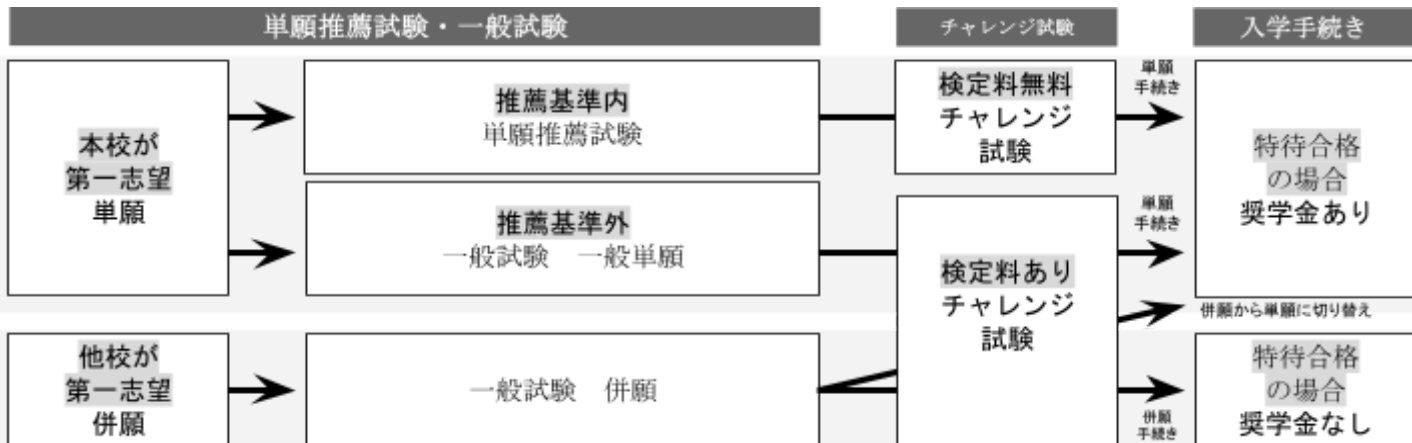 単願推薦試験・一般試験
チャレンジ試験
入学手続き
本校が
第一志望
単願
推薦基準内
単願推薦試験
検定料無料
チャレンジ
試験
単願
手続き
推薦基準外
一般試験　一般単願
検定料あり
チャレンジ
試験
単願
手続き
特待合格
の場合
奨学金あり
併願から単願に切り替え
他校が
第一志望
併願
一般試験　併願
併願
手続き
特待合格
の場合
奨学金なし